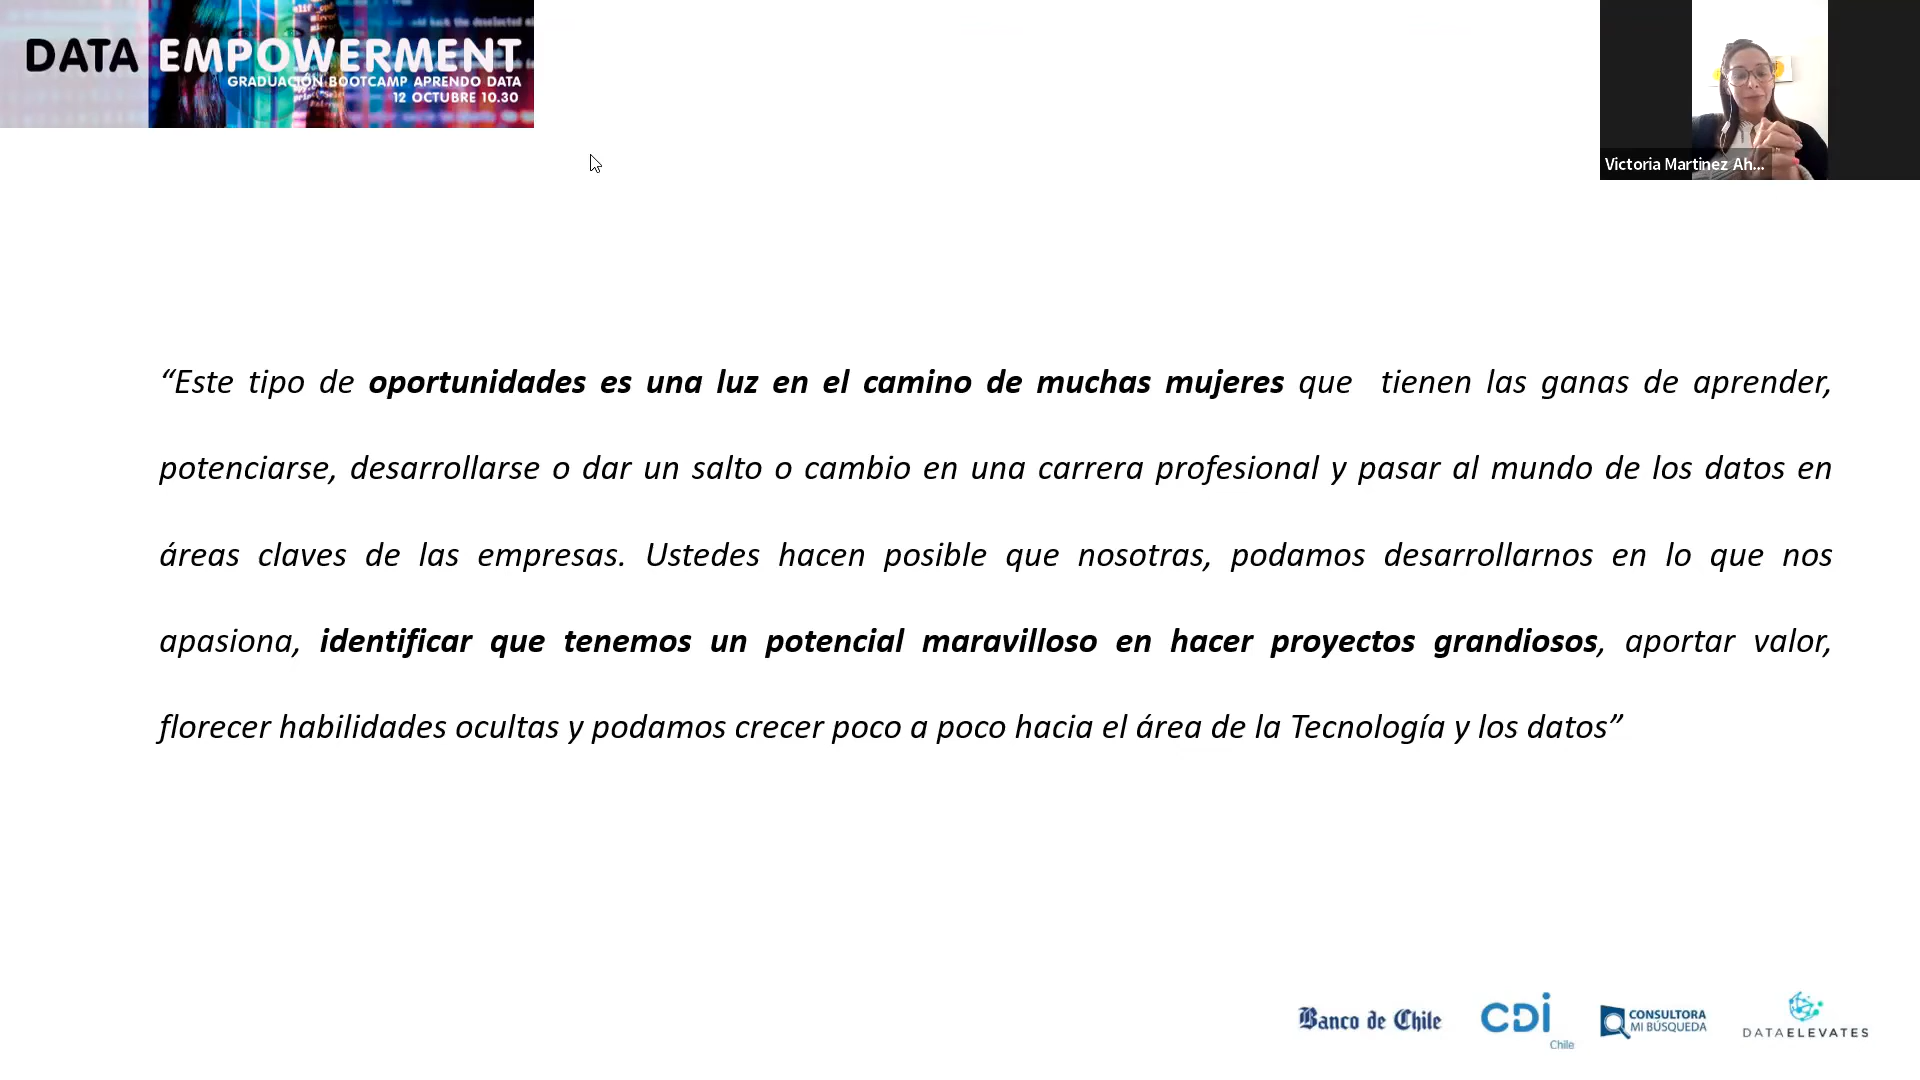 DATA EMPOWERMENT
GRADUACIÓN BOOTCAMP APRENDO DATA
12 OCTUBRE 10.30
Victoria Martinez Ah...
“Este tipo de oportunidades es una luz en el camino de muchas mujeres que tienen las ganas de aprender,
potenciarse, desarrollarse o dar un salto o cambio en una carrera profesional y pasar al mundo de los datos en
áreas claves de las empresas. Ustedes hacen posible que nosotras, podamos desarrollarnos en lo que nos
apasiona, identificar que tenemos un potencial maravilloso en hacer proyectos grandiosos, aportar valor,
florecer habilidades ocultas y podamos crecer poco a poco hacia el área de la Tecnología y los datos”
Banco de Chile
CDI
Chile
CONSULTORA
MI BÚSQUEDA
DATAELEVATES